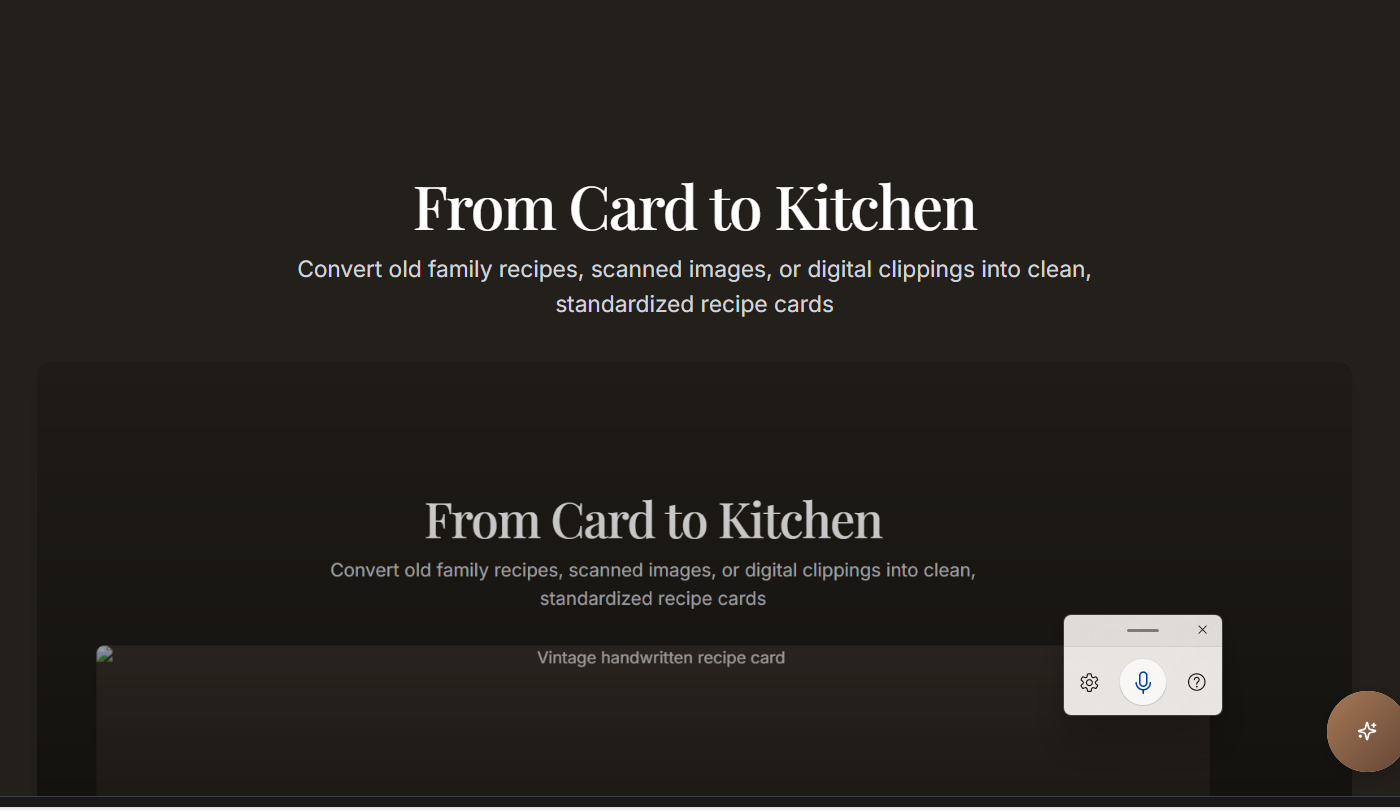 From Card to Kitchen
Convert old family recipes, scanned images, or digital clippings into clean,
standardized recipe cards
From Card to Kitchen
Convert old family recipes, scanned images, or digital clippings into clean,
standardized recipe cards
Vintage handwritten recipe card